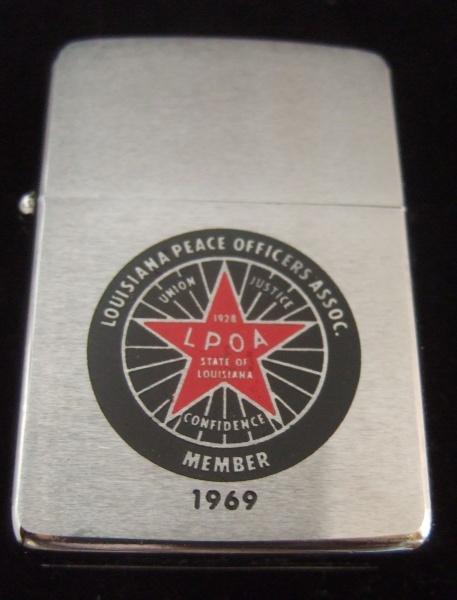 LOUISIANA PEACE OFFICERS ASSOC.
UNION
JUSTICE
1928
LPOA
STATE OF
LOUISIANA
CONFIDENCE
MEMBER
1969